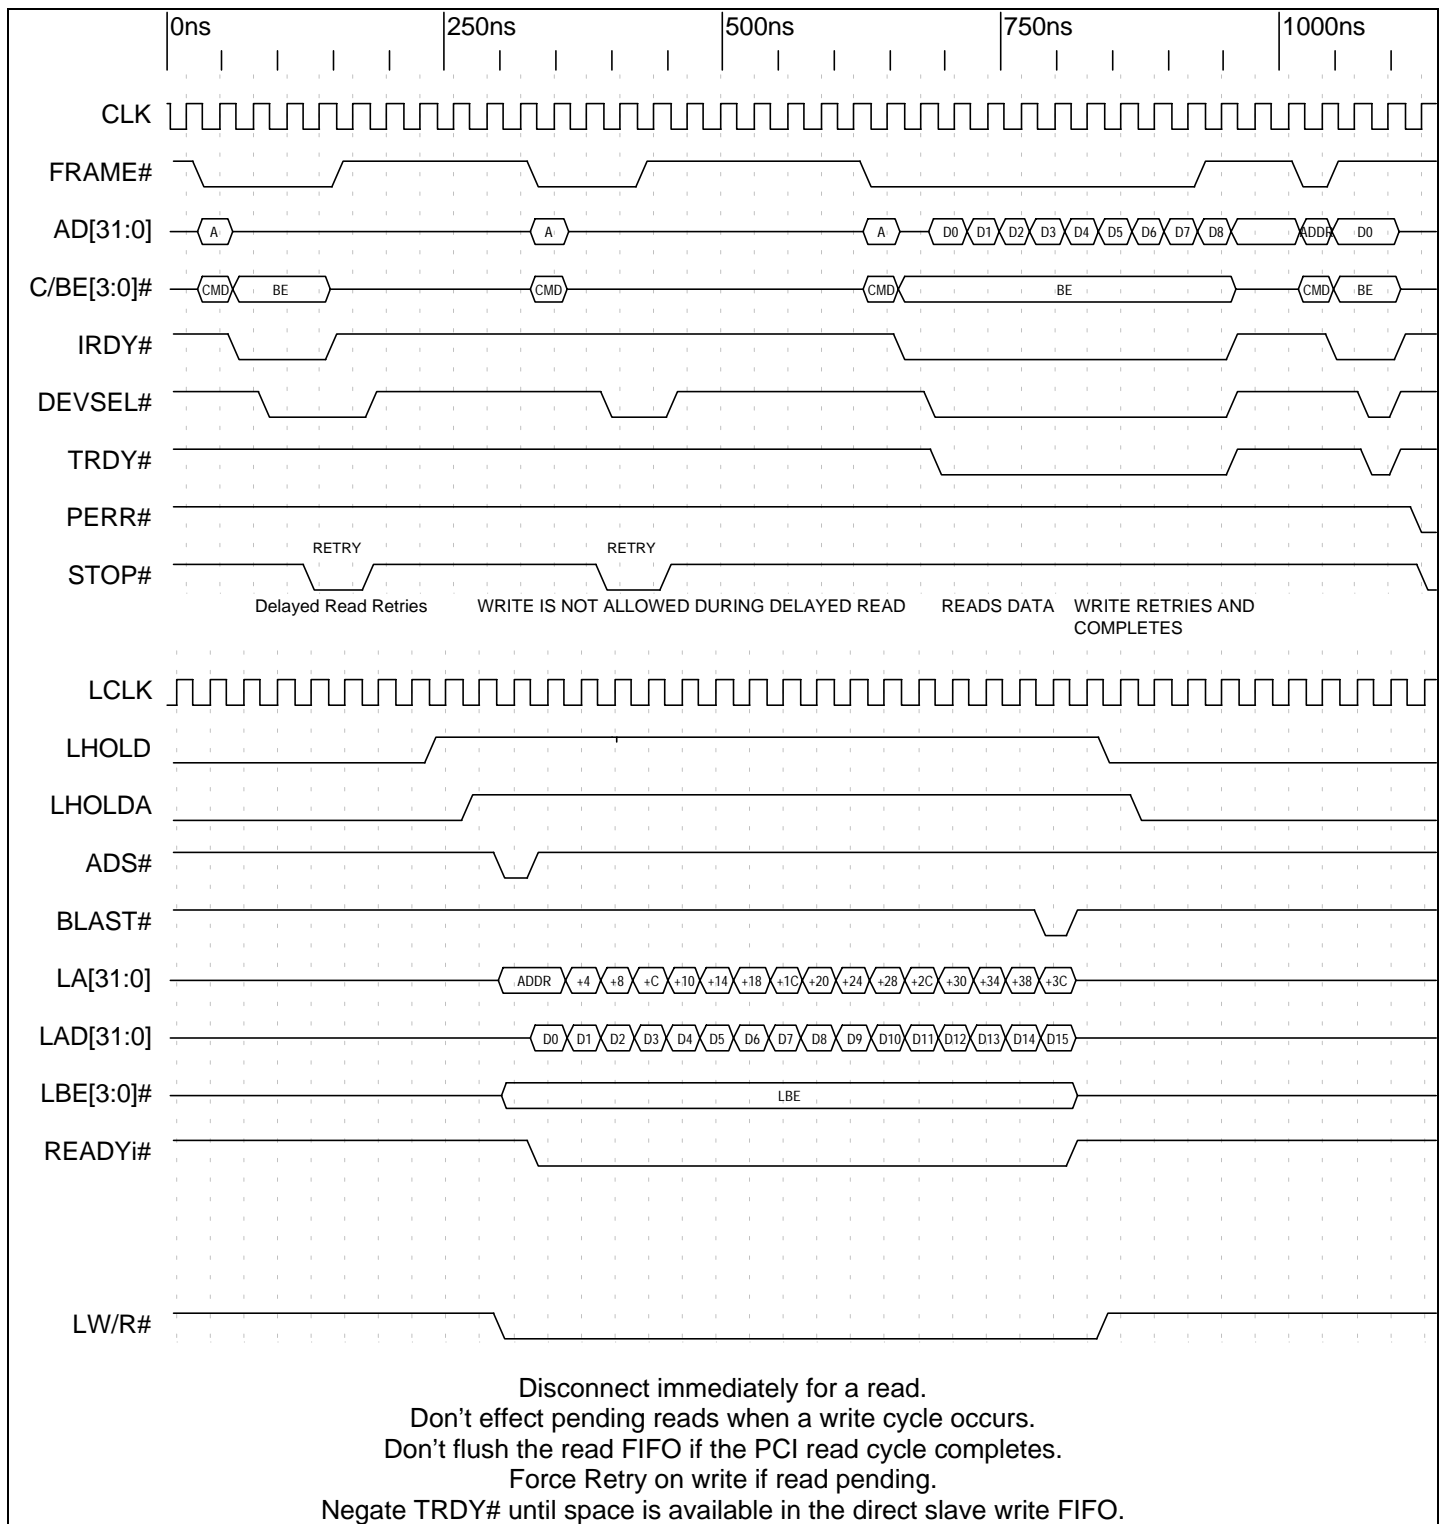 0ns 250ns 500ns 750ns 1000ns
CLK
FRAME#
AD[31:0] A A A D0 D1 D2 D3 D4 D5 D6 D7 D8 ADDR D0
C/BE[3:0]# CMD BE CMD CMD BE CMD BE
IRDY#
DEVSEL#
TRDY#
PERR#
RETRY RETRY
STOP#
Delayed Read Retries WRITE IS NOT ALLOWED DURING DELAYED READ READS DATA WRITE RETRIES AND
COMPLETES
LCLK
LHOLD
LHOLDA
ADS#
BLAST#
LA[31:0] ADDR +4 +8 +C +10 +14 +18 +1C +20 +24 +28 +2C +30 +34 +38 +3C
LAD[31:0] D0 D1 D2 D3 D4 D5 D6 D7 D8 D9 D10 D11 D12 D13 D14 D15
LBE[3:0]# LBE
READYi#
LW/R#
Disconnect immediately for a read.
Don't effect pending reads when a write cycle occurs.
Don't flush the read FIFO if the PCI read cycle completes.
Force Retry on write if read pending.
Negate TRDY# until space is available in the direct slave write FIFO.